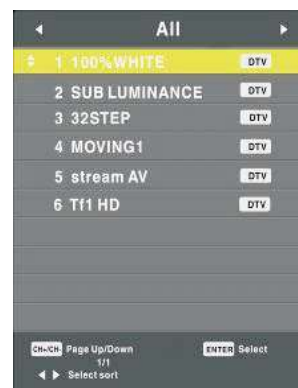 All
1 100%WHITE DTV
2 SUB LUMINANCE DTV
3 32STEP DTV
4 MOVING1 DTV
5 stream AV DTV
6 Tf1 HD DTV
CH+/CH- Page Up/Down ENTER Select
1/1
Select sort